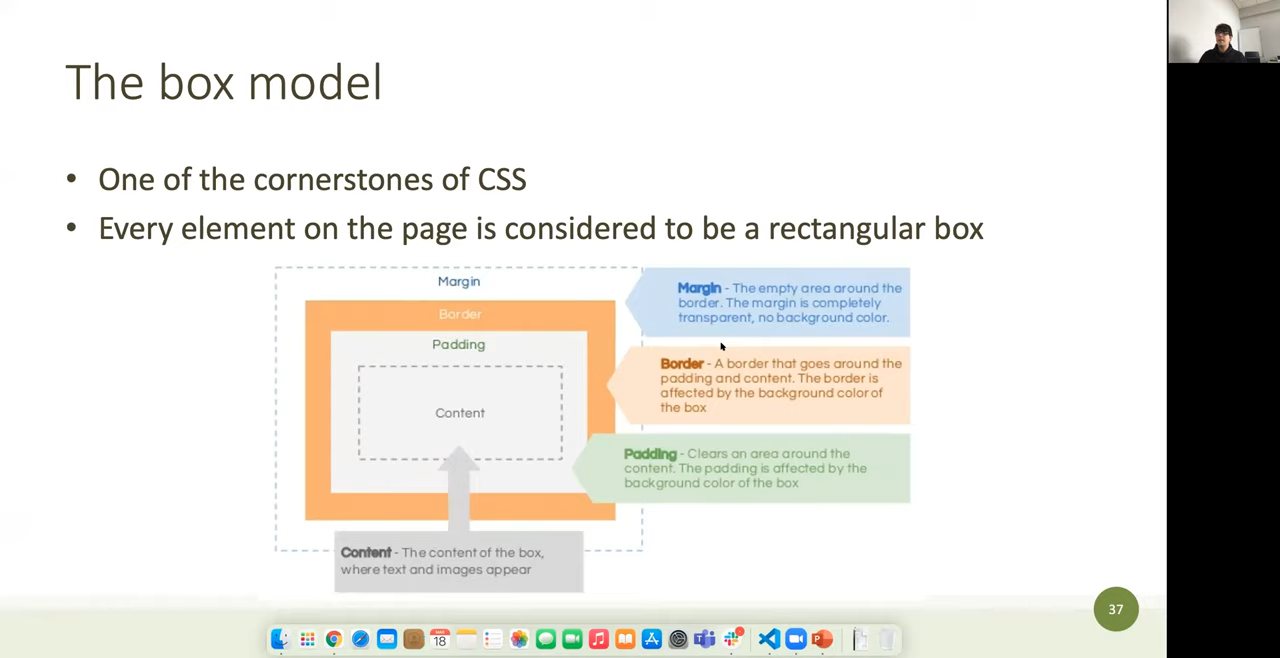 The box model
• One of the cornerstones of CSS
• Every element on the page is considered to be a rectangular box
Margin
Border
Padding
Content
Margin - The empty area around the
border. The margin is completely
transparent, no background color.
Border - A border that goes around the
padding and content. The border is
affected by the background color of
the box
Padding - Clears an area around the
content. The padding is affected by the
background color of the box
Content - The content of the box,
where text and images appear
37
18